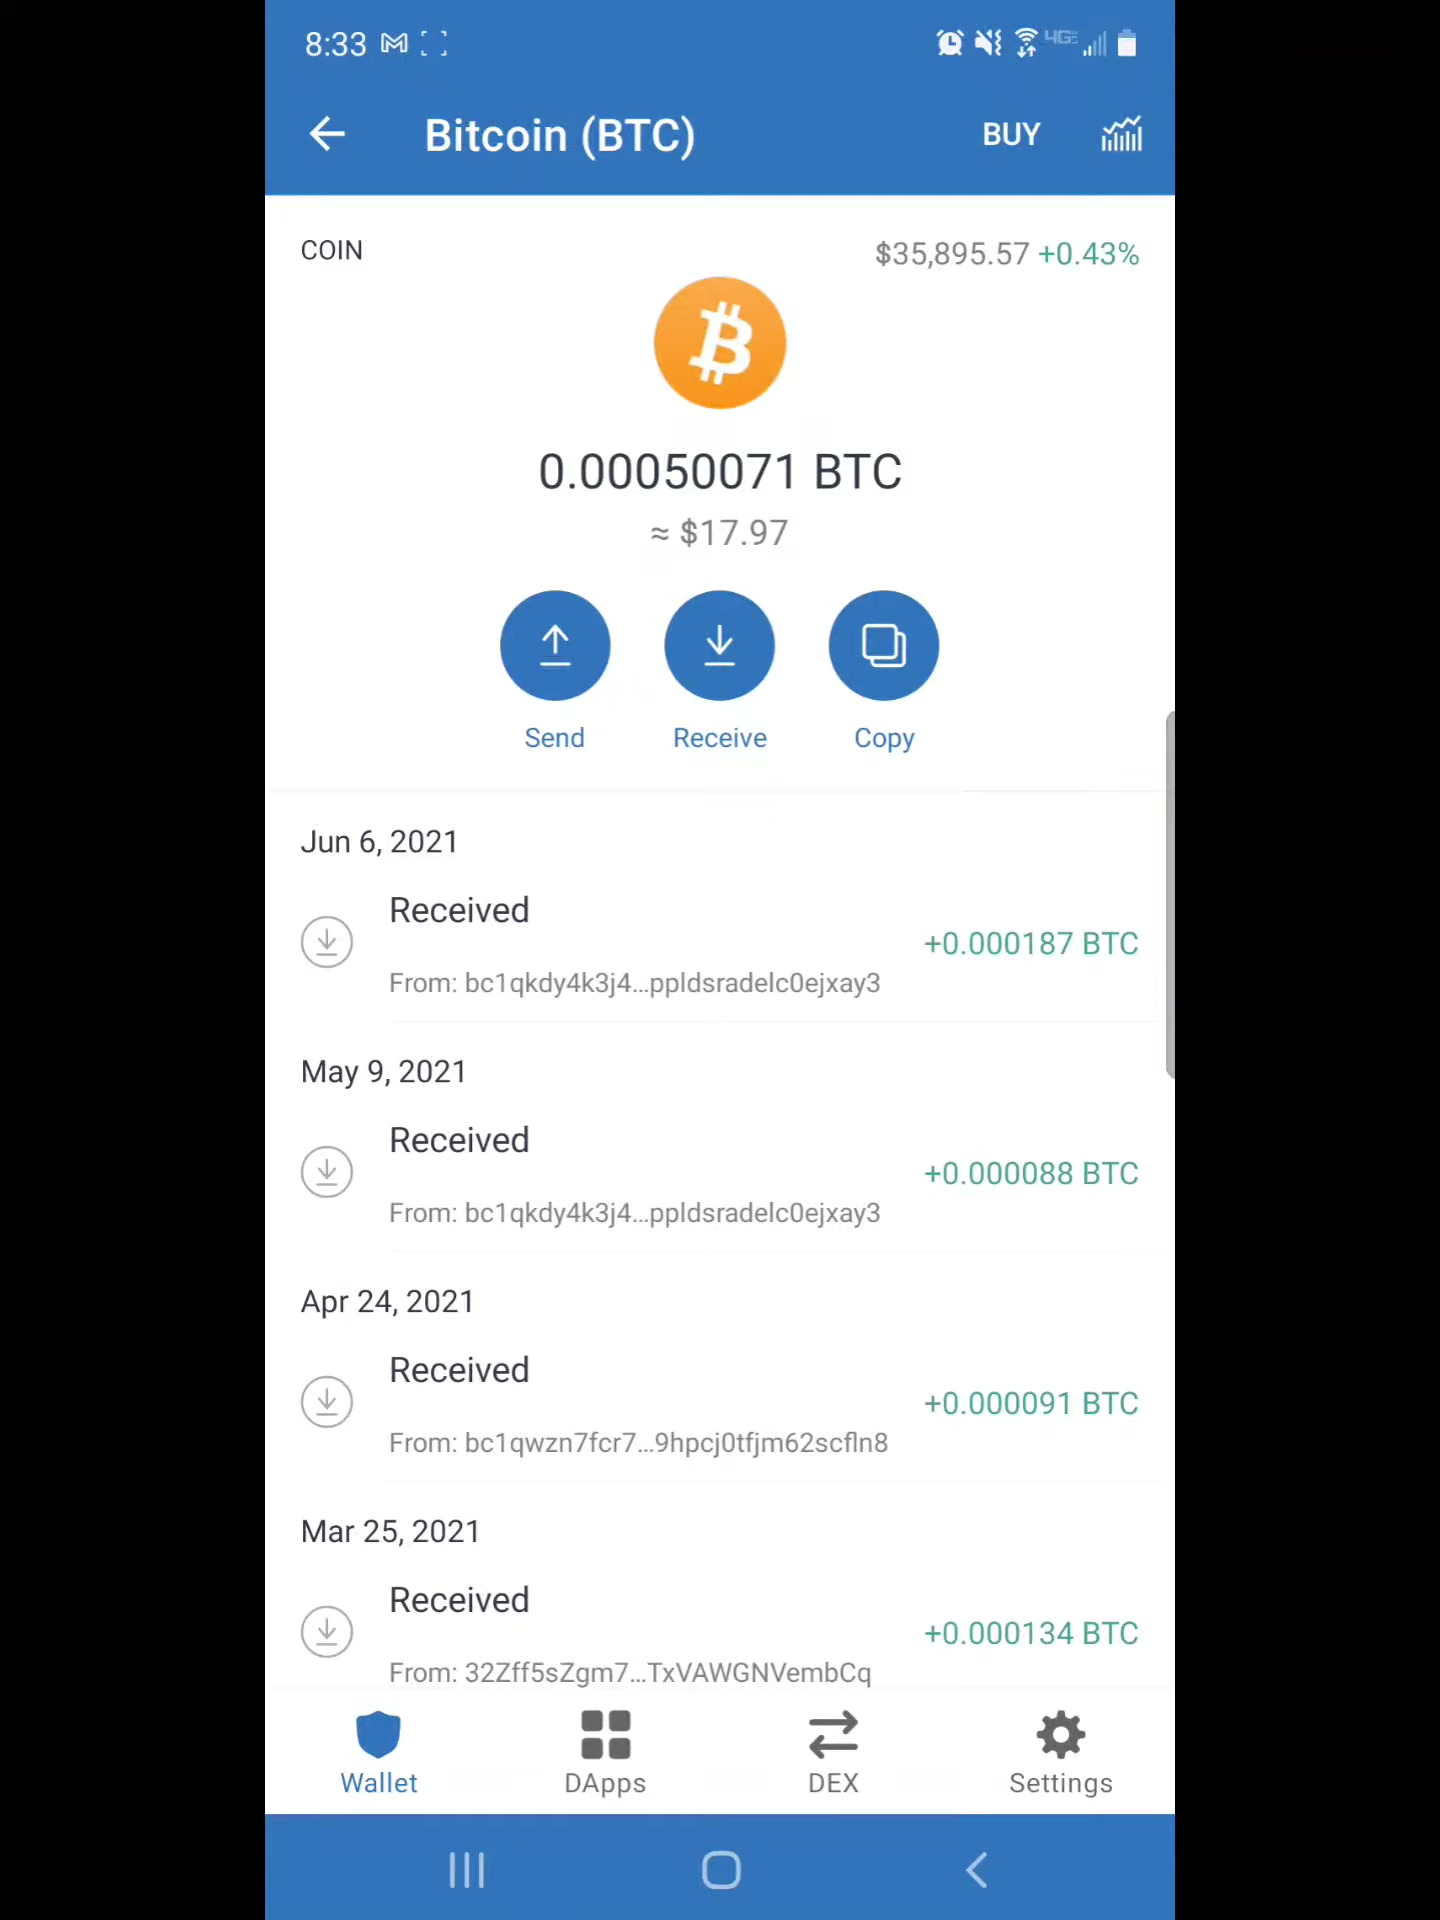 8:33
4G
Bitcoin (BTC)
BUY
COIN
$35,895.57 +0.43%
0.00050071 BTC
≈ $17.97
Send
Receive
Copy
Jun 6, 2021
Received
+0.000187 BTC
From: bc1qkdy4k3j4...ppldsradelc0ejxay3
May 9, 2021
Received
+0.000088 BTC
From: bc1qkdy4k3j4...ppldsradelc0ejxay3
Apr 24, 2021
Received
+0.000091 BTC
From: bc1qwzn7fcr7...9hpcj0tfjm62scfln8
Mar 25, 2021
Received
+0.000134 BTC
From: 32Zff5sZgm7...TxVAWGNVembCq
Wallet
DApps
DEX
Settings